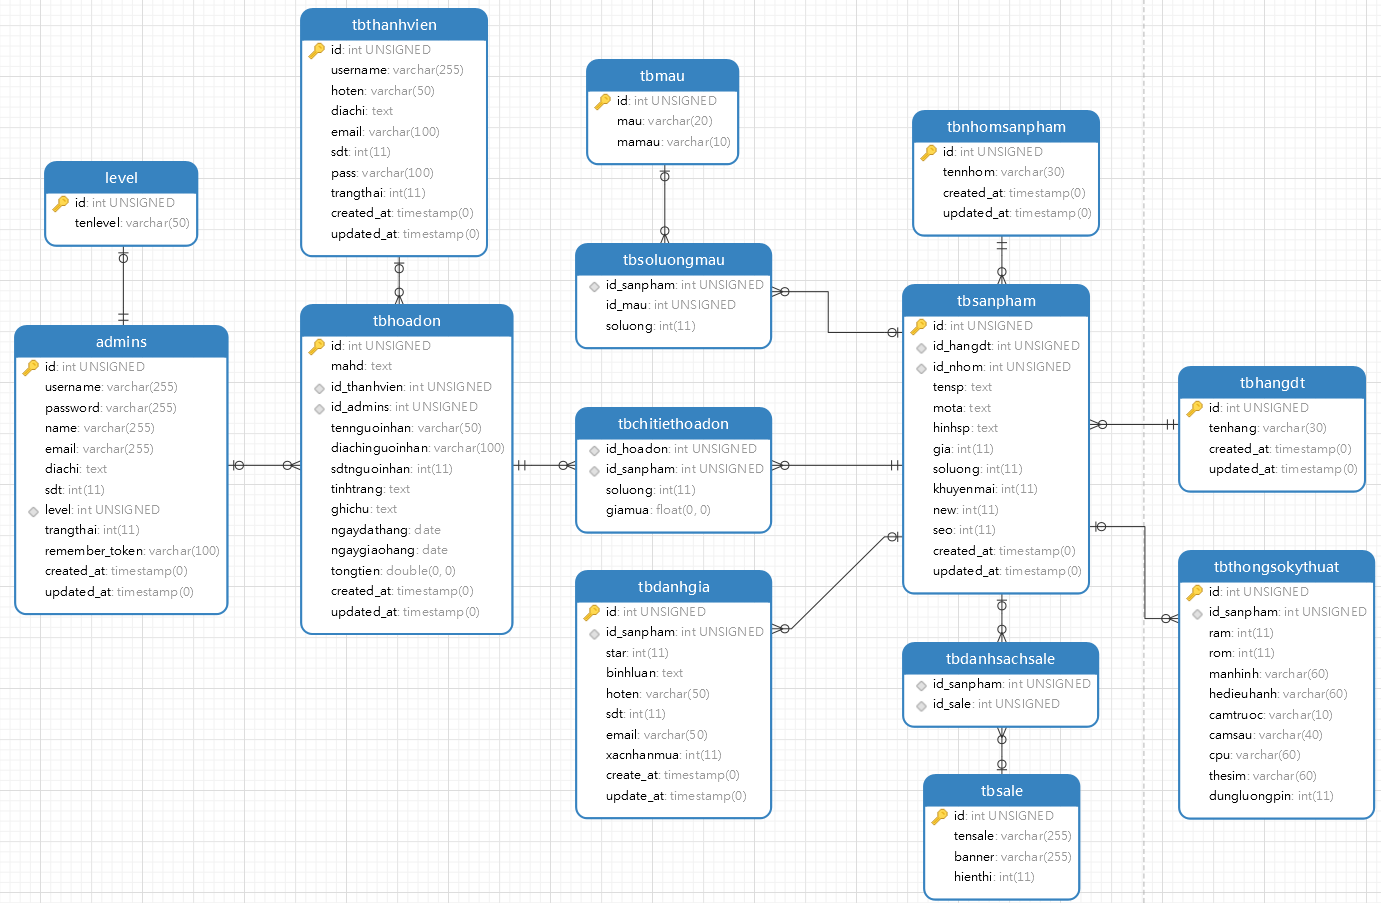 level
id: int UNSIGNED
tenlevel: varchar(50)
admins
id: int UNSIGNED
username: varchar(255)
password: varchar(255)
name: varchar(255)
email: varchar(255)
diachi: text
sdt: int(11)
level: int UNSIGNED
trangthai: int(11)
remember_token: varchar(100)
created_at: timestamp(0)
updated_at: timestamp(0)
tbthanhvien
id: int UNSIGNED
username: varchar(255)
hoten: varchar(50)
diachi: text
email: varchar(100)
sdt: int(11)
pass: varchar(100)
trangthai: int(11)
created_at: timestamp(0)
updated_at: timestamp(0)
tbhoadon
id: int UNSIGNED
mahd: text
id_thanhvien: int UNSIGNED
id_admins: int UNSIGNED
tennguoinhan: varchar(50)
diachinguoinhan: varchar(100)
sdtnguoinhan: int(11)
tinhtrang: text
ghichu: text
ngaydathang: date
ngaygiaohang: date
tongtien: double(0, 0)
created_at: timestamp(0)
updated_at: timestamp(0)
tbmau
id: int UNSIGNED
mau: varchar(20)
mamau: varchar(10)
tbsoluongmau
id_sanpham: int UNSIGNED
id_mau: int UNSIGNED
soluong: int(11)
tbchitiethoadon
id_hoadon: int UNSIGNED
id_sanpham: int UNSIGNED
soluong: int(11)
giamua: float(0, 0)
tbdanhgia
id: int UNSIGNED
id_sanpham: int UNSIGNED
star: int(11)
binhluan: text
hoten: varchar(50)
sdt: int(11)
email: varchar(50)
xacnhanmua: int(11)
create_at: timestamp(0)
update_at: timestamp(0)
tbnhomsanpham
id: int UNSIGNED
tennhom: varchar(30)
created_at: timestamp(0)
updated_at: timestamp(0)
tbsanpham
id: int UNSIGNED
id_hangdt: int UNSIGNED
id_nhom: int UNSIGNED
tensp: text
mota: text
hinhsp: text
gia: int(11)
soluong: int(11)
khuyenmai: int(11)
new: int(11)
seo: int(11)
created_at: timestamp(0)
updated_at: timestamp(0)
tbdanhsachsale
id_sanpham: int UNSIGNED
id_sale: int UNSIGNED
tbsale
id: int UNSIGNED
tensale: varchar(255)
banner: varchar(255)
hienthi: int(11)
tbhangdt
id: int UNSIGNED
tenhang: varchar(30)
created_at: timestamp(0)
updated_at: timestamp(0)
tbthongsokythuat
id: int UNSIGNED
id_sanpham: int UNSIGNED
ram: int(11)
rom: int(11)
manhinh: varchar(60)
hedieuhanh: varchar(60)
camtruoc: varchar(10)
camsau: varchar(40)
cpu: varchar(60)
thesim: varchar(60)
dungluongpin: int(11)